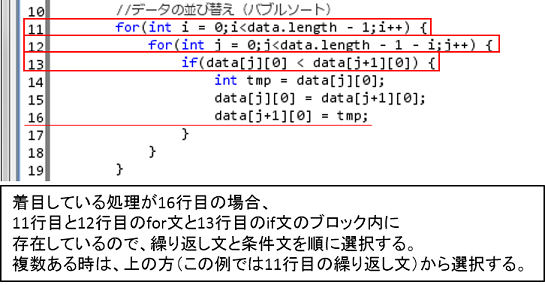 10 //データの並び替え（バブルソート）
11 for(int i = 0;i<data.length - 1;i++) {
12 for(int j = 0;j<data.length - 1 - i;j++) {
13 if(data[j][0] < data[j+1][0]) {
14 int tmp = data[j][0];
15 data[j][0] = data[j+1][0];
16 data[j+1][0] = tmp;
17 }
18 }
19 }
着目している処理が16行目の場合、
11行目と12行目のfor文と13行目のif文のブロック内に
存在しているので、繰り返し文と条件文を順に選択する。
複数ある時は、上の方（この例では11行目の繰り返し文）から選択する。